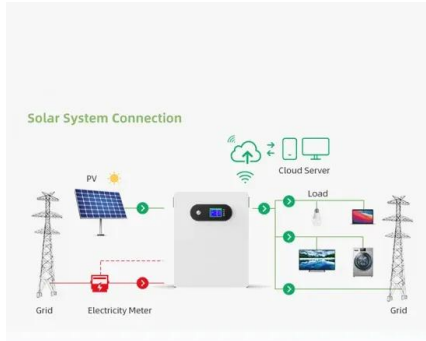 Solar System Connection
Cloud Server
PV
Load
Grid
Electricity Meter
Grid